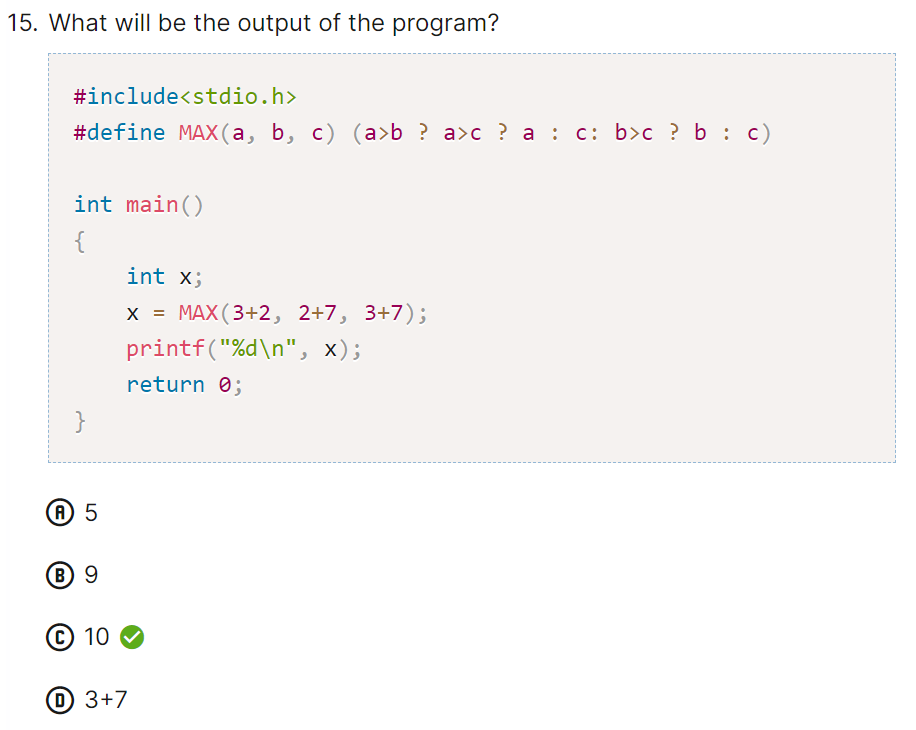 15. What will be the output of the program?
#include<stdio.h>
#define MAX(a, b, c) (a>b ? a>c ? a : c: b>c ? b : c)
int main()
{
    int x;
    x = MAX(3+2, 2+7, 3+7);
    printf("%d\n", x);
    return 0;
}
A 5
B 9
C 10
D 3+7